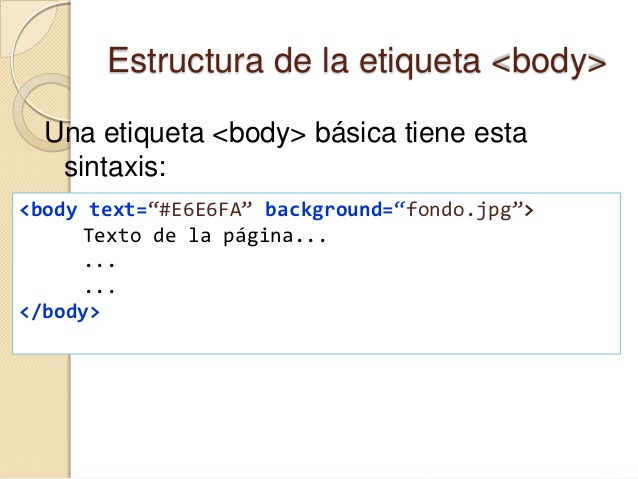 Estructura de la etiqueta <body>
Una etiqueta <body> básica tiene esta
sintaxis:
<body text=“#E6E6FA” background=“fondo.jpg”>
Texto de la página...
...
...
</body>